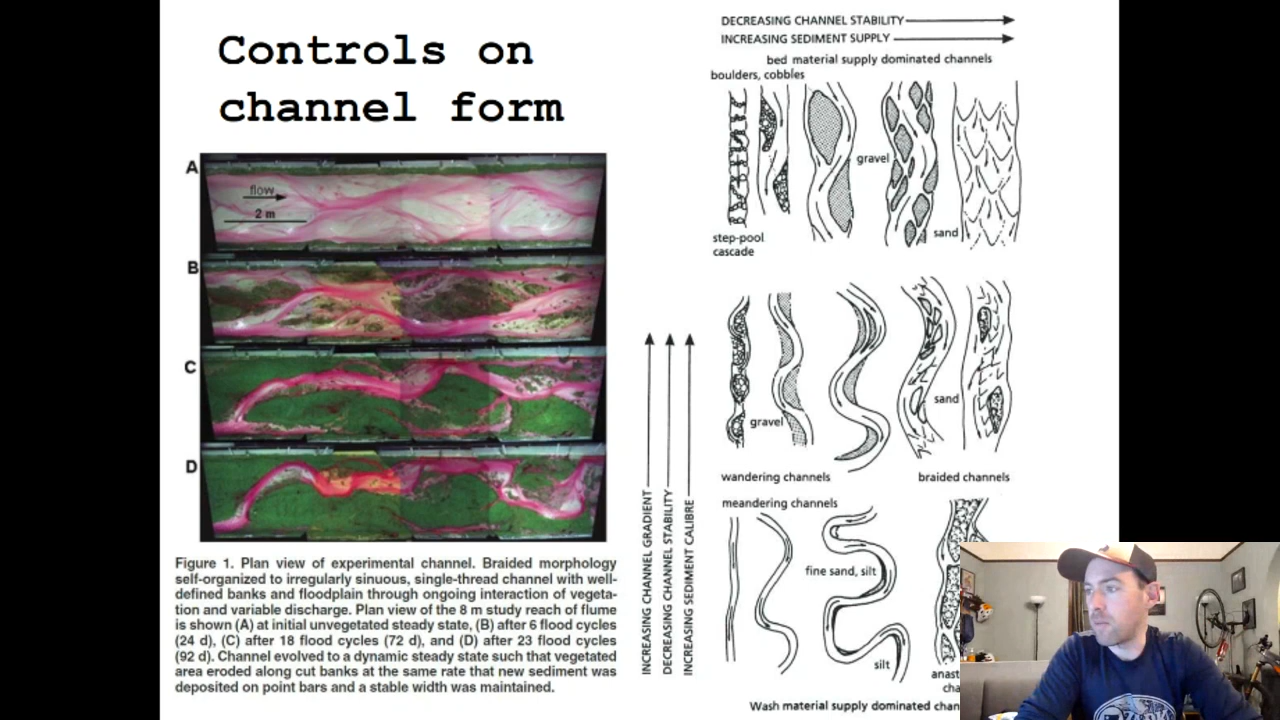 Controls on
channel form
A
flow
2 m
B
C
D
Figure 1. Plan view of experimental channel. Braided morphology
self-organized to irregularly sinuous, single-thread channel with well-
defined banks and floodplain through ongoing interaction of vegeta-
tion and variable discharge. Plan view of the 8 m study reach of flume
is shown (A) at initial unvegetated steady state, (B) after 6 flood cycles
(24 d), (C) after 18 flood cycles (72 d), and (D) after 23 flood cycles
(92 d). Channel evolved to a dynamic steady state such that vegetated
area eroded along cut banks at the same rate that new sediment was
deposited on point bars and a stable width was maintained.
DECREASING CHANNEL STABILITY
INCREASING SEDIMENT SUPPLY
bed material supply dominated channels
boulders, cobbles
gravel
sand
step-pool
cascade
gravel
sand
wandering channels
braided channels
INCREASING CHANNEL GRADIENT
DECREASING CHANNEL STABILITY
INCREASING SEDIMENT CALIBRE
meandering channels
fine sand, silt
silt
anast
cha
Wash material supply dominated chan